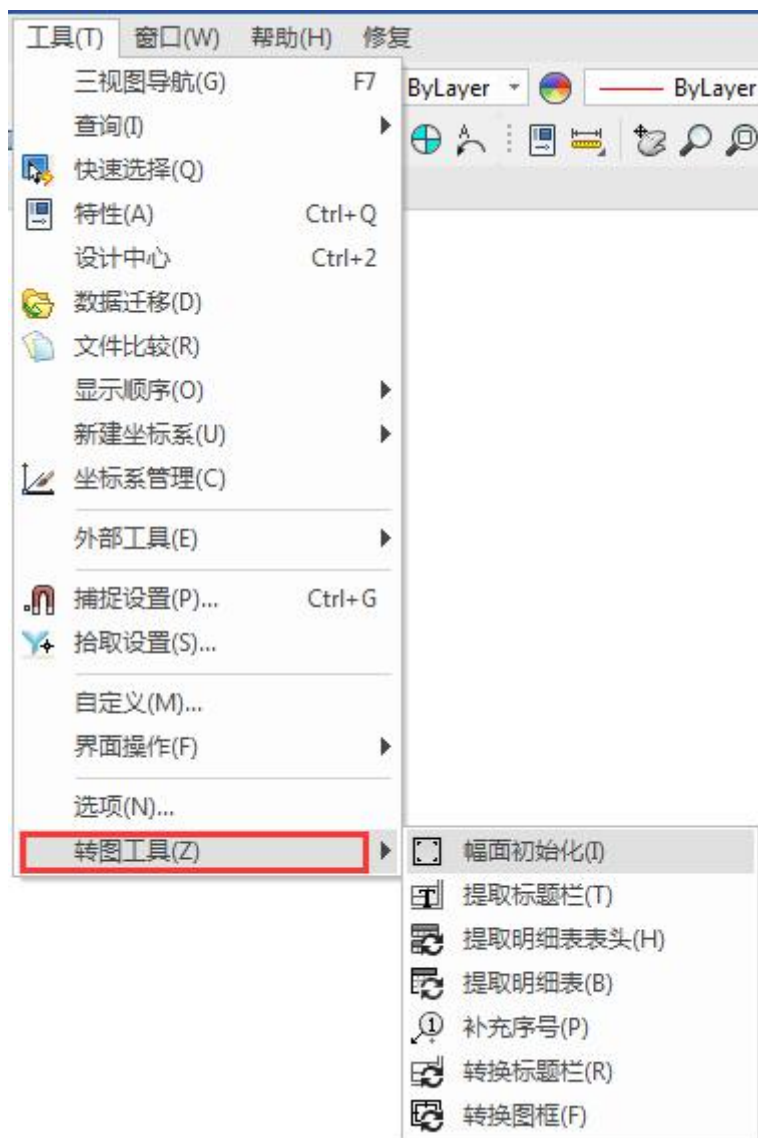 工具(T) 窗口(W) 帮助(H) 修复
三视图导航(G) F7 ByLayer ByLayer
查询(I)
快速选择(Q)
特性(A) Ctrl+Q
设计中心 Ctrl+2
数据迁移(D)
文件比较(R)
显示顺序(O)
新建坐标系(U)
坐标系管理(C)
外部工具(E)
捕捉设置(P)... Ctrl+G
拾取设置(S)...
自定义(M)...
界面操作(F)
选项(N)...
转图工具(Z) 幅面初始化(I)
提取标题栏(T)
提取明细表表头(H)
提取明细表(B)
补充序号(P)
转换标题栏(R)
转换图框(F)